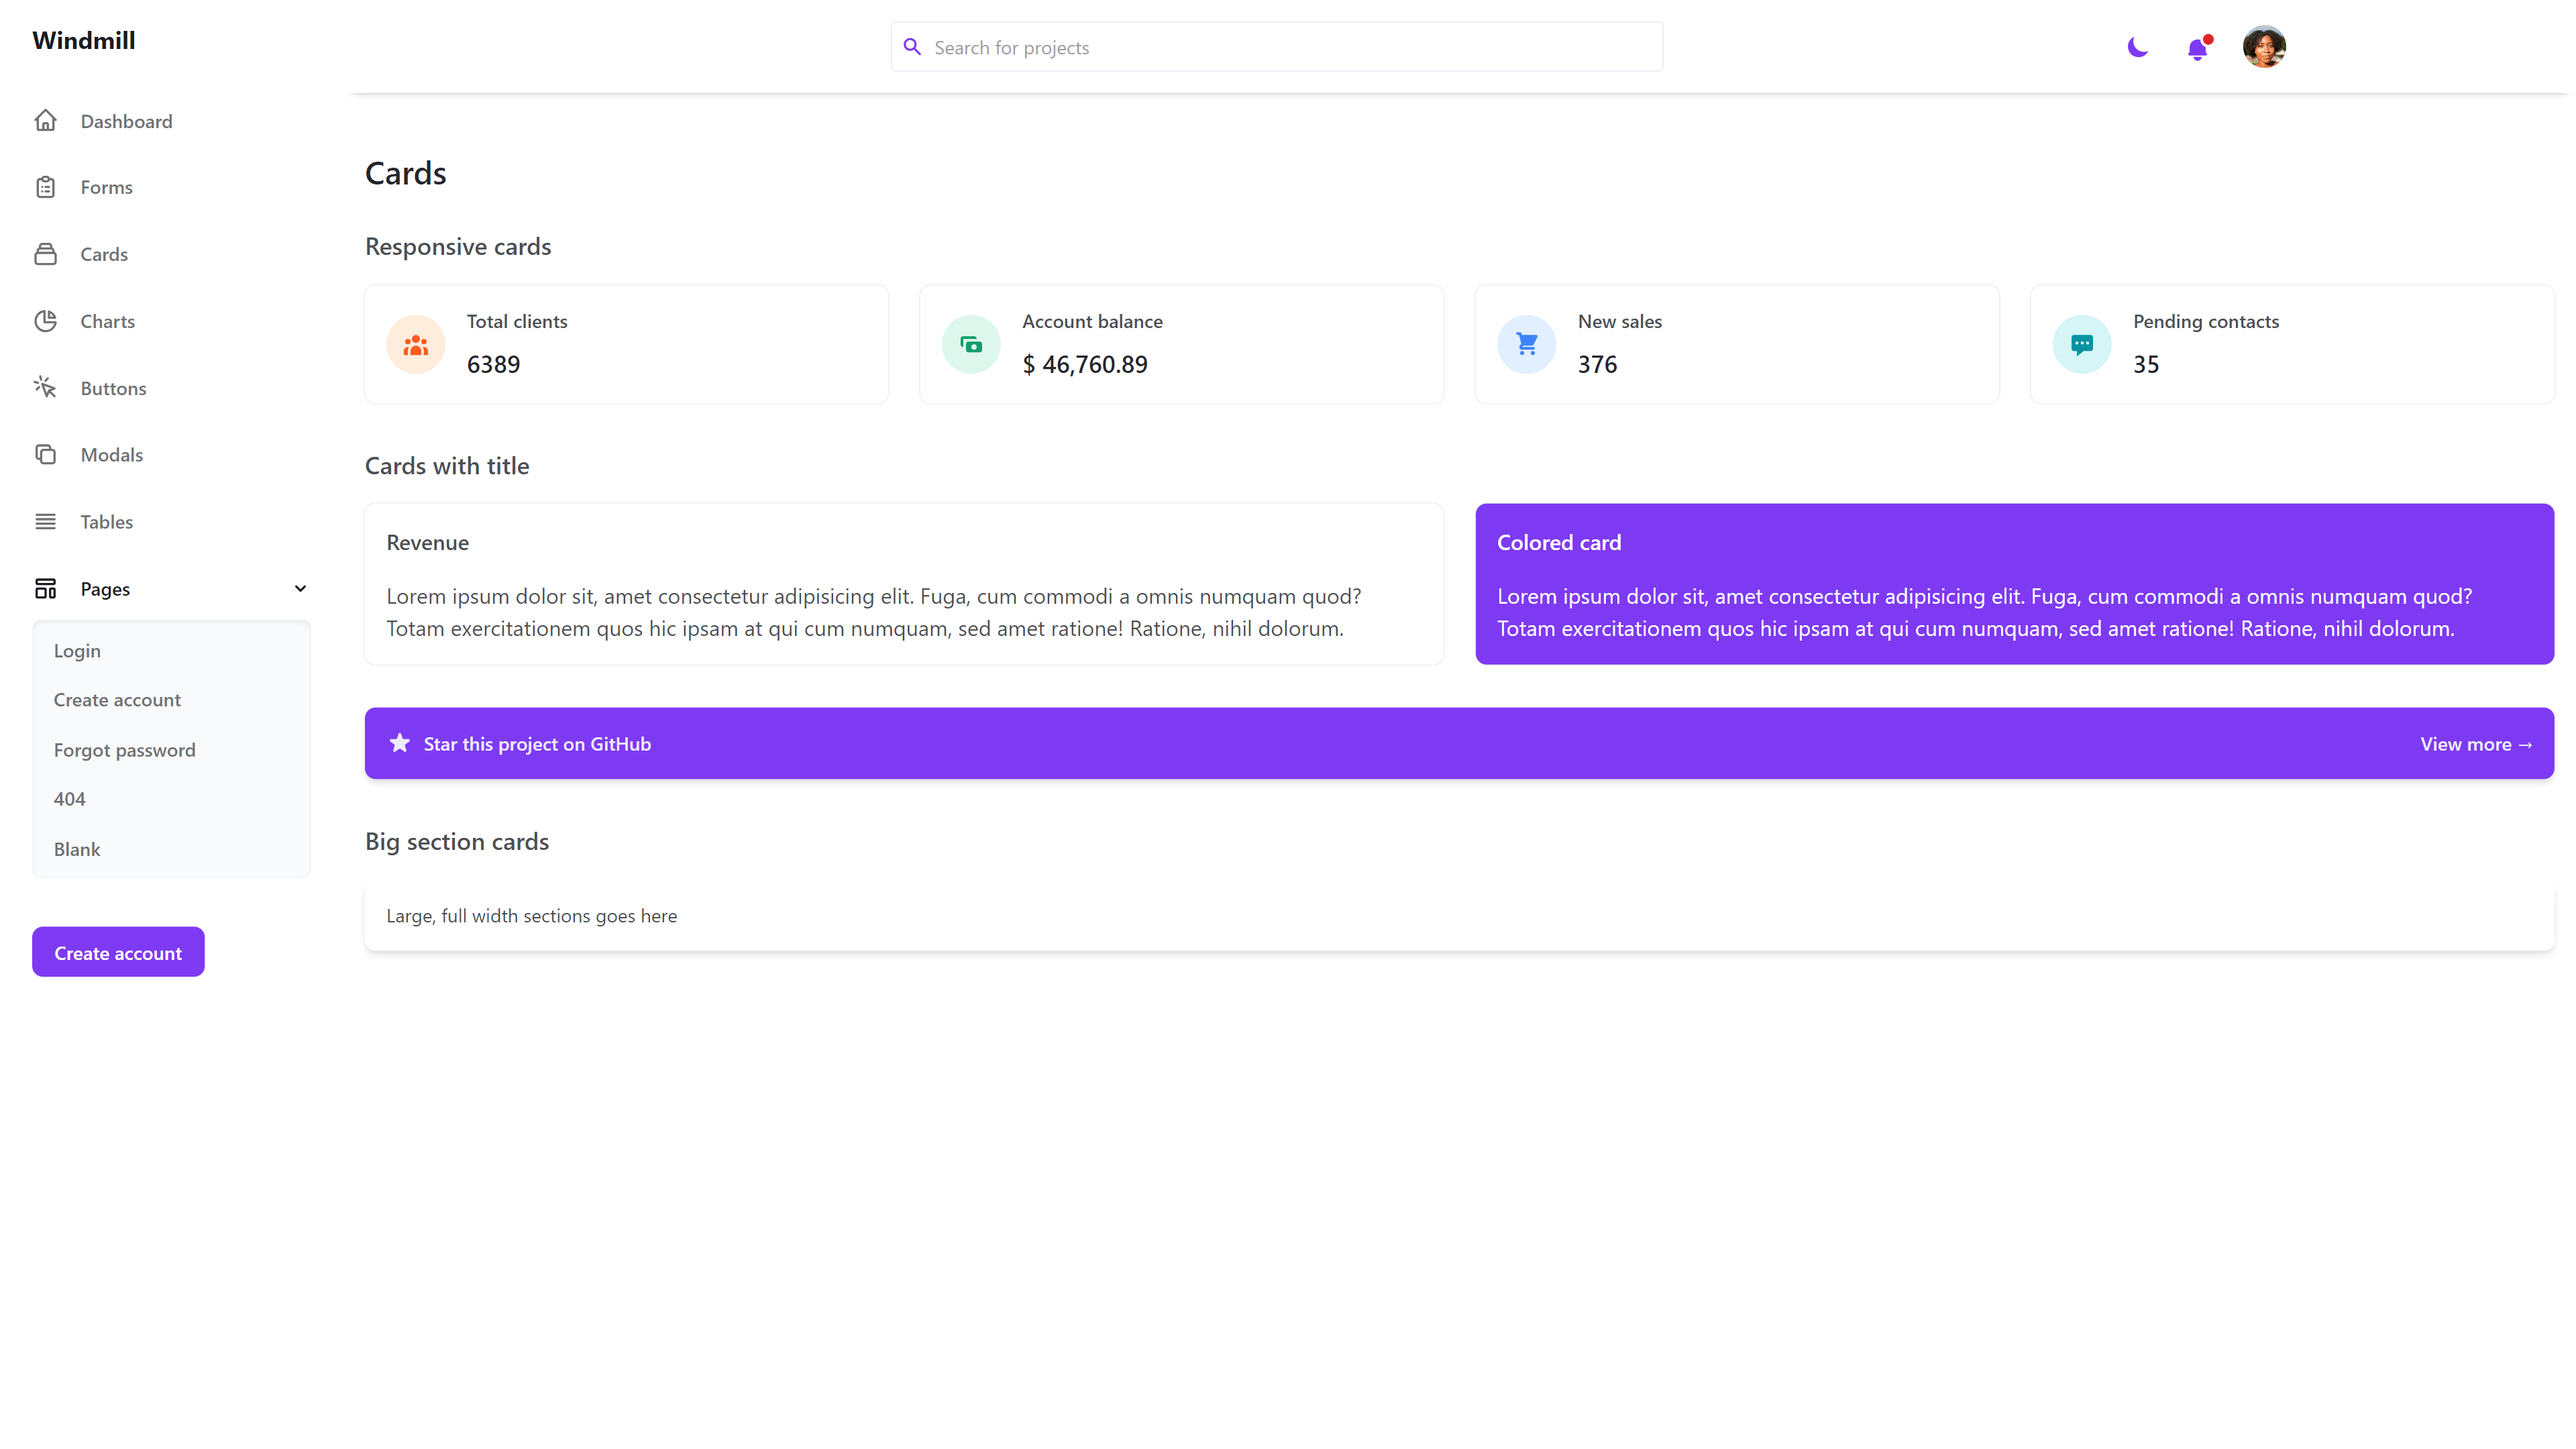 Windmill
Search for projects
Dashboard
Forms
Cards
Charts
Buttons
Modals
Tables
Pages
Login
Create account
Forgot password
404
Blank
Create account
Cards
Responsive cards
Total clients
6389
Account balance
$ 46,760.89
New sales
376
Pending contacts
35
Cards with title
Revenue
Lorem ipsum dolor sit, amet consectetur adipisicing elit. Fuga, cum commodi a omnis numquam quod?
Totam exercitationem quos hic ipsam at qui cum numquam, sed amet ratione! Ratione, nihil dolorum.
Colored card
Lorem ipsum dolor sit, amet consectetur adipisicing elit. Fuga, cum commodi a omnis numquam quod?
Totam exercitationem quos hic ipsam at qui cum numquam, sed amet ratione! Ratione, nihil dolorum.
Star this project on GitHub
View more →
Big section cards
Large, full width sections goes here